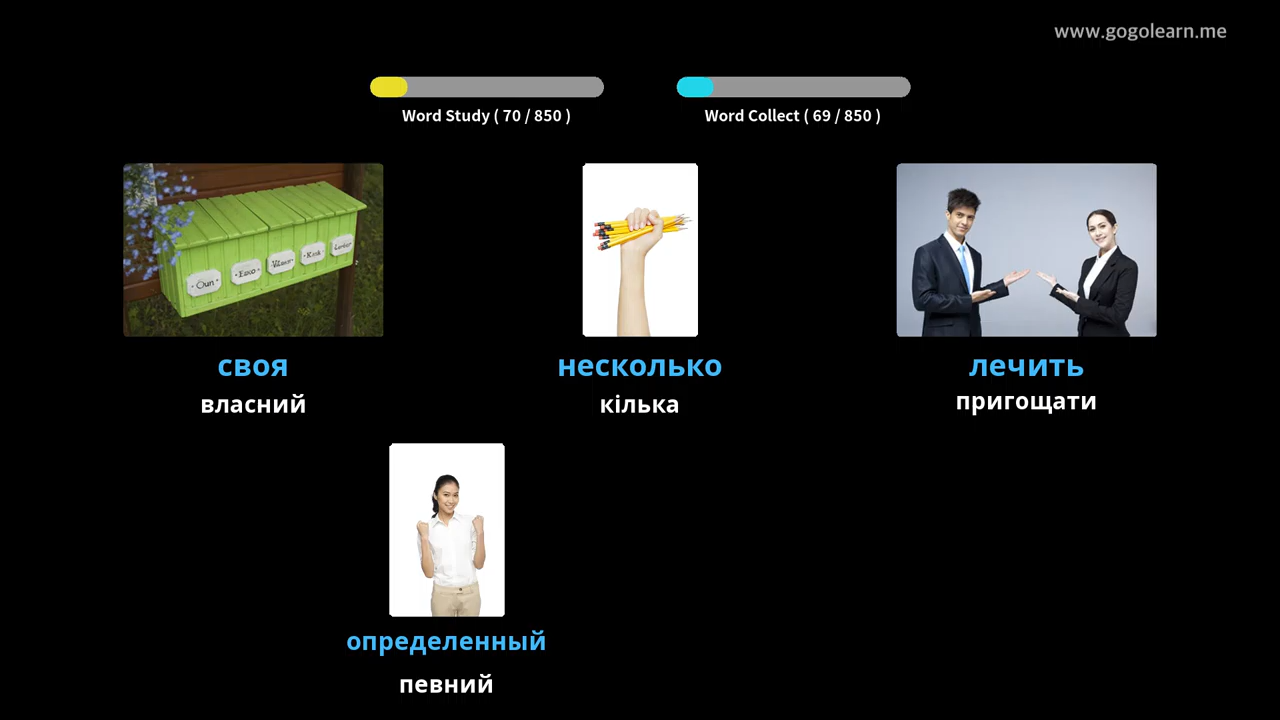 www.gogolearn.me
Word Study ( 70 / 850 )
Word Collect ( 69 / 850 )
Oun
своя
несколько
лечить
власний
кілька
пригощати
определенный
певний